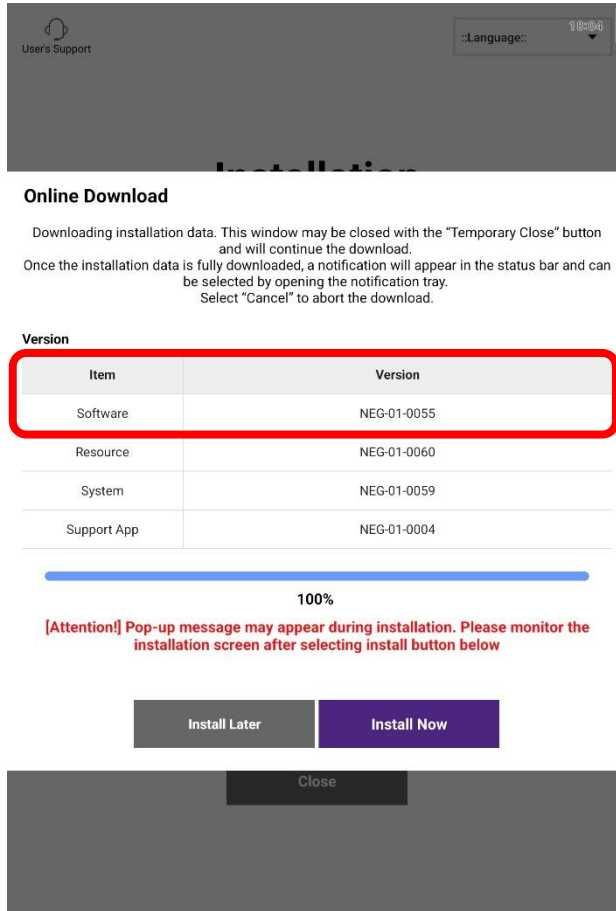 User's Support
::Language::
18:04
Installation
Online Download
Downloading installation data. This window may be closed with the “Temporary Close” button
and will continue the download.
Once the installation data is fully downloaded, a notification will appear in the status bar and can
be selected by opening the notification tray.
Select “Cancel” to abort the download.
Version
Item Version
Software NEG-01-0055
Resource NEG-01-0060
System NEG-01-0059
Support App NEG-01-0004
100%
[Attention!] Pop-up message may appear during installation. Please monitor the
installation screen after selecting install button below
Install Later Install Now
Close